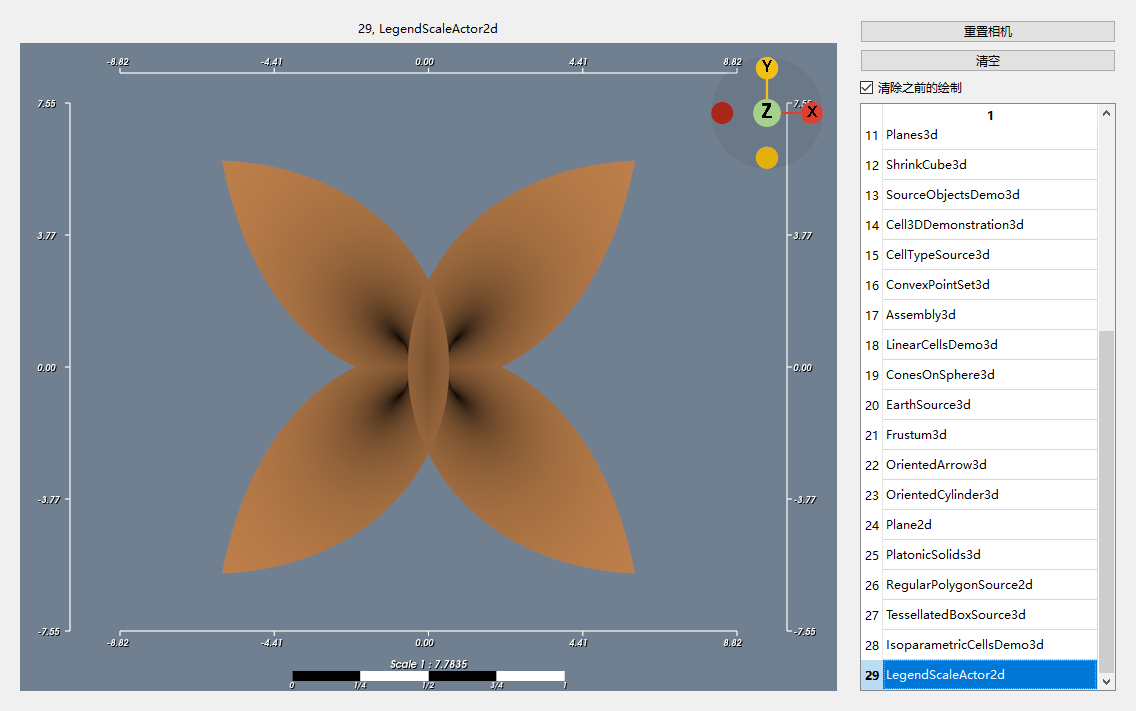 29, LegendScaleActor2d
-8.82 -4.41 0.00 4.41 8.82
Y
7.55 7.55
Z X
3.77 3.77
0.00 0.00
-3.77 -3.77
-7.55 -7.55
-8.82 -4.41 0.00 4.41 8.82
Scale 1 : 7.7835
0 1/4 1/2 3/4 1
重置相机
清空
清除之前的绘制
1
11 Planes3d
12 ShrinkCube3d
13 SourceObjectsDemo3d
14 Cell3DDemonstration3d
15 CellTypeSource3d
16 ConvexPointSet3d
17 Assembly3d
18 LinearCellsDemo3d
19 ConesOnSphere3d
20 EarthSource3d
21 Frustum3d
22 OrientedArrow3d
23 OrientedCylinder3d
24 Plane2d
25 PlatonicSolids3d
26 RegularPolygonSource2d
27 TessellatedBoxSource3d
28 IsoparametricCellsDemo3d
29 LegendScaleActor2d